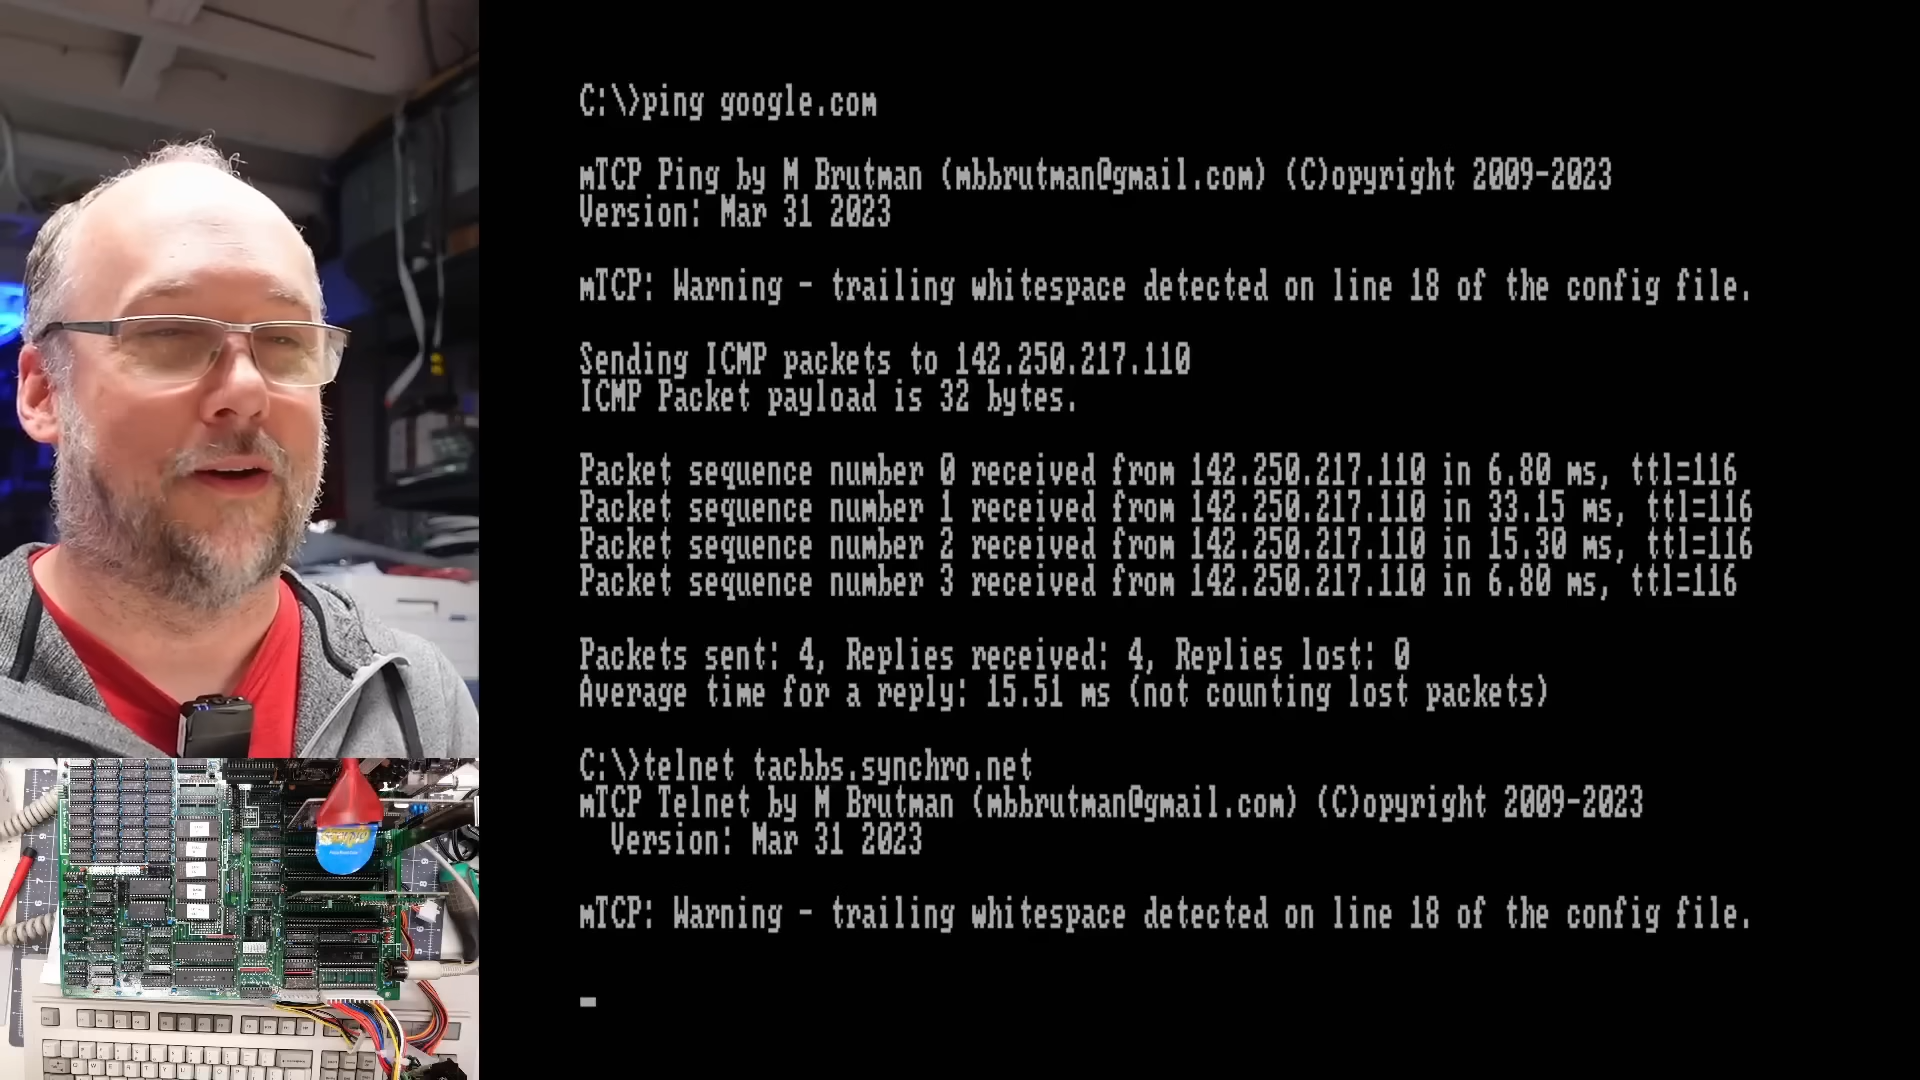 C:\>ping google.com
mTCP Ping by M Brutman (mbbrutman@gmail.com) (C)opyright 2009-2023
Version: Mar 31 2023
mTCP: Warning - trailing whitespace detected on line 18 of the config file.
Sending ICMP packets to 142.250.217.110
ICMP Packet payload is 32 bytes.
Packet sequence number 0 received from 142.250.217.110 in 6.80 ms, ttl=116
Packet sequence number 1 received from 142.250.217.110 in 33.15 ms, ttl=116
Packet sequence number 2 received from 142.250.217.110 in 15.30 ms, ttl=116
Packet sequence number 3 received from 142.250.217.110 in 6.80 ms, ttl=116
Packets sent: 4, Replies received: 4, Replies lost: 0
Average time for a reply: 15.51 ms (not counting lost packets)
C:\>telnet tacbbs.synchro.net
mTCP Telnet by M Brutman (mbbrutman@gmail.com) (C)opyright 2009-2023
Version: Mar 31 2023
mTCP: Warning - trailing whitespace detected on line 18 of the config file.